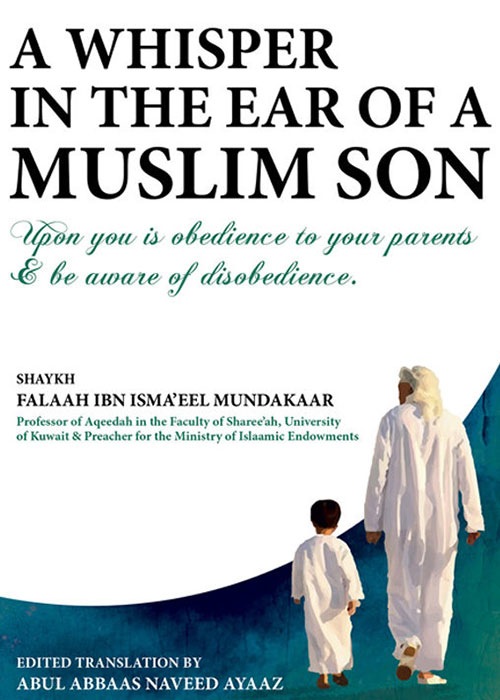 A WHISPER
IN THE EAR OF A
MUSLIM SON
Upon you is obedience to your parents
& be aware of disobedience.
SHAYKH
FALAAH IBN ISMA'EEL MUNDAKAAR
Professor of Aqeedah in the Faculty of Sharee'ah, University
of Kuwait & Preacher for the Ministry of Islaamic Endowments
EDITED TRANSLATION BY
ABUL ABBAAS NAVEED AYAAZ